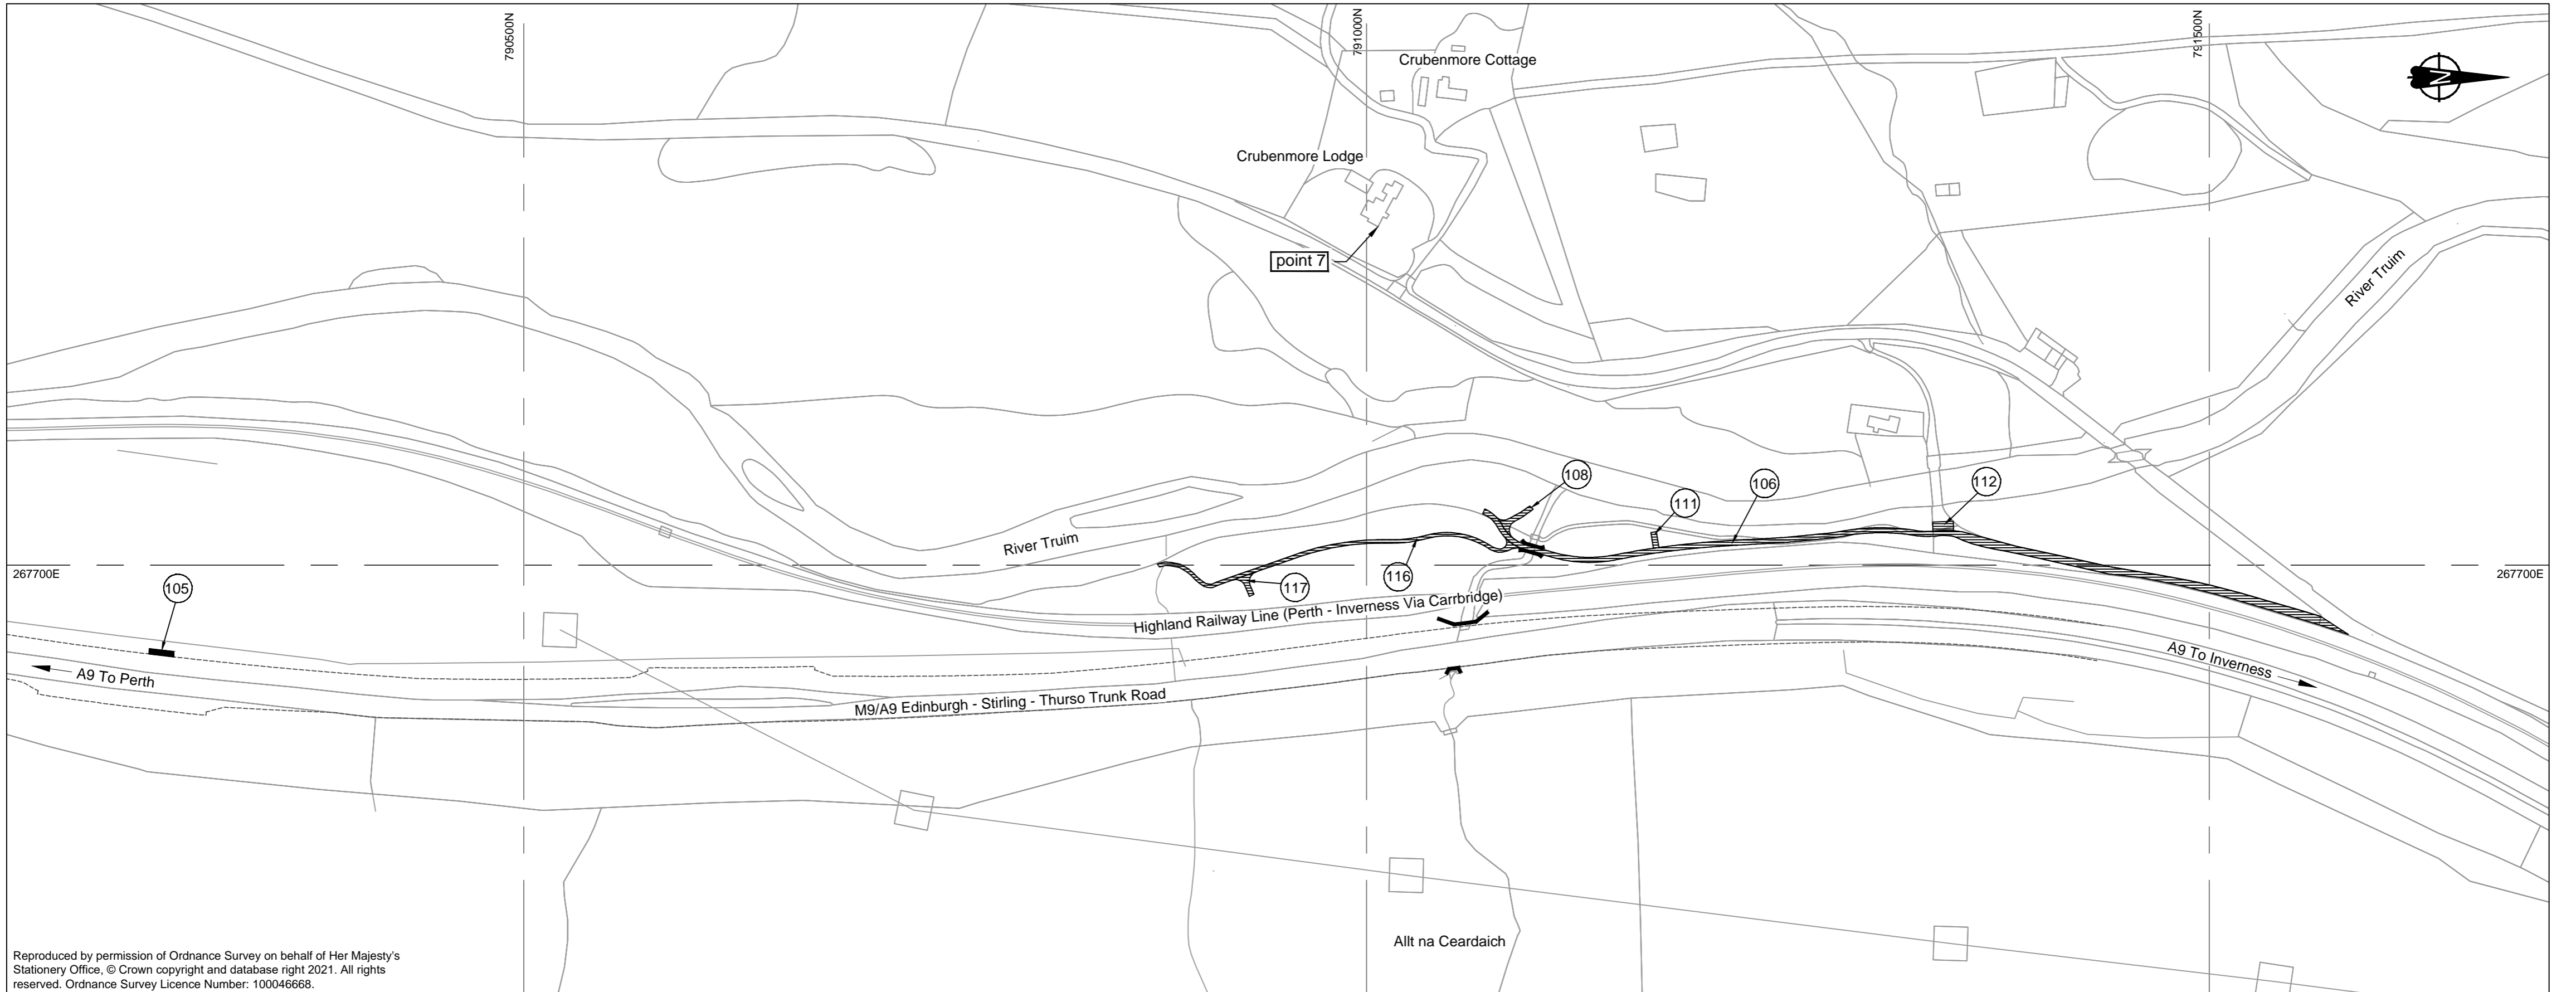 790500N
791000N
791500N
Crubenmore Cottage
N
Crubenmore Lodge
point 7
River Truim
108
106
112
111
River Truim
267700E
267700E
105
117
116
Highland Railway Line (Perth - Inverness Via Carrbridge)
A9 To Perth
A9 To Inverness
M9/A9 Edinburgh - Stirling - Thurso Trunk Road
Allt na Ceardaich
Reproduced by permission of Ordnance Survey on behalf of Her Majesty's
Stationery Office, © Crown copyright and database right 2021. All rights
reserved. Ordnance Survey Licence Number: 100046668.